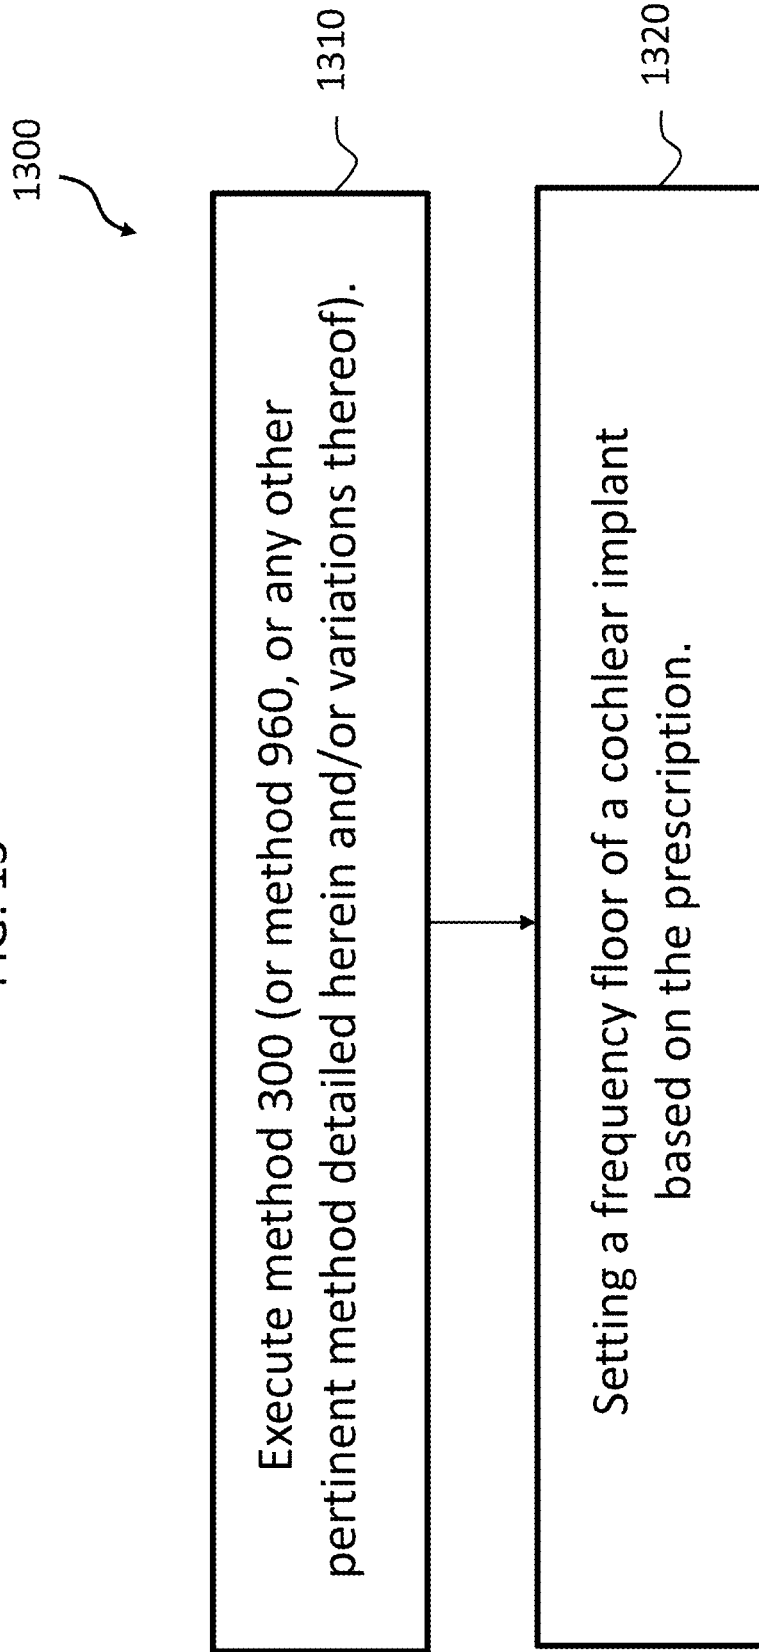 1300
Execute method 300 (or method 960, or any other
pertinent method detailed herein and/or variations thereof).
1310
Setting a frequency floor of a cochlear implant
based on the prescription.
1320